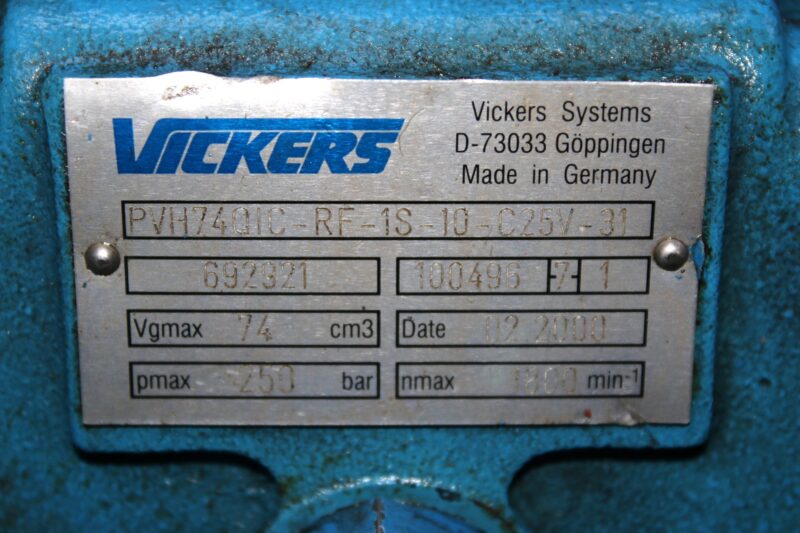 VICKERS
Vickers Systems
D-73033 Göppingen
Made in Germany
PVH74QIC-RF-1S-10-C25V-31
692921 100496 -7- 1
Vgmax 74 cm3 Date 02 2000
pmax 250 bar nmax 1800 min-1